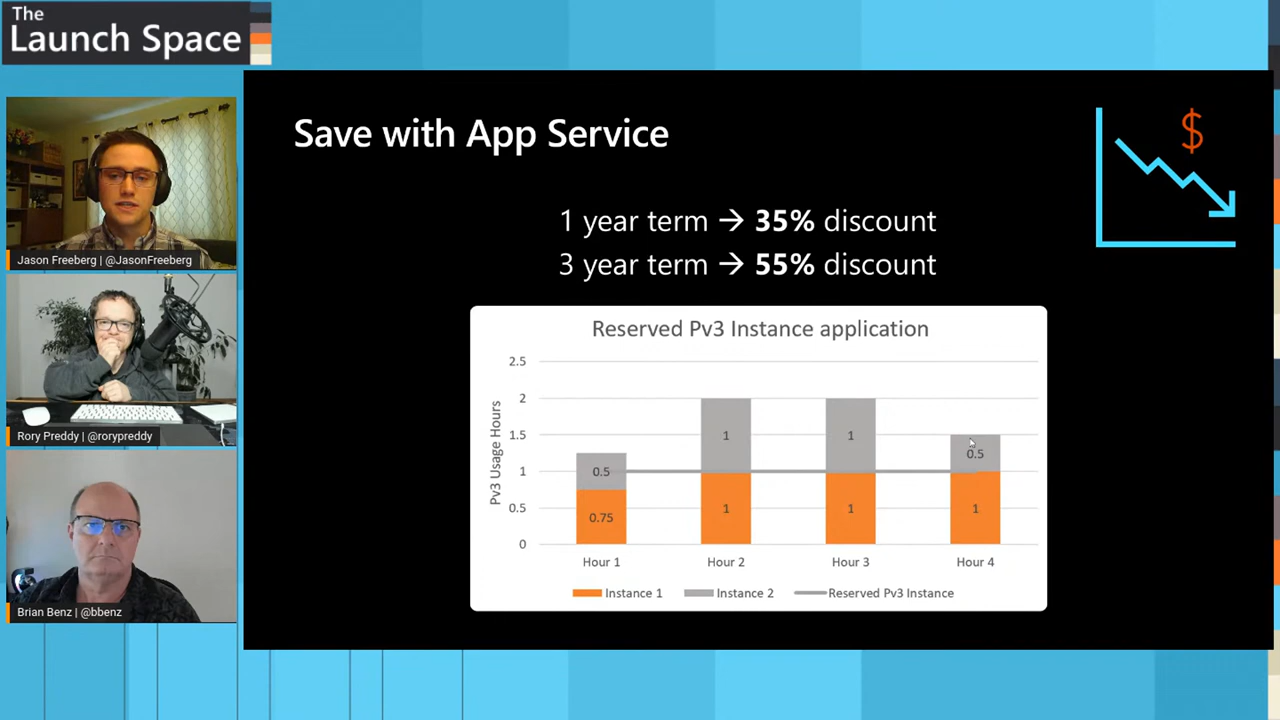 The
Launch Space
Jason Freeberg | @JasonFreeberg
Rory Preddy | @rorypreddy
Brian Benz | @bbenz
Save with App Service
$
1 year term → 35% discount
3 year term → 55% discount
Reserved Pv3 Instance application
Pv3 Usage Hours
2.5
2
1.5
1
0.5
0
0.5
0.75
1
1
1
1
0.5
1
Hour 1
Hour 2
Hour 3
Hour 4
Instance 1
Instance 2
Reserved Pv3 Instance